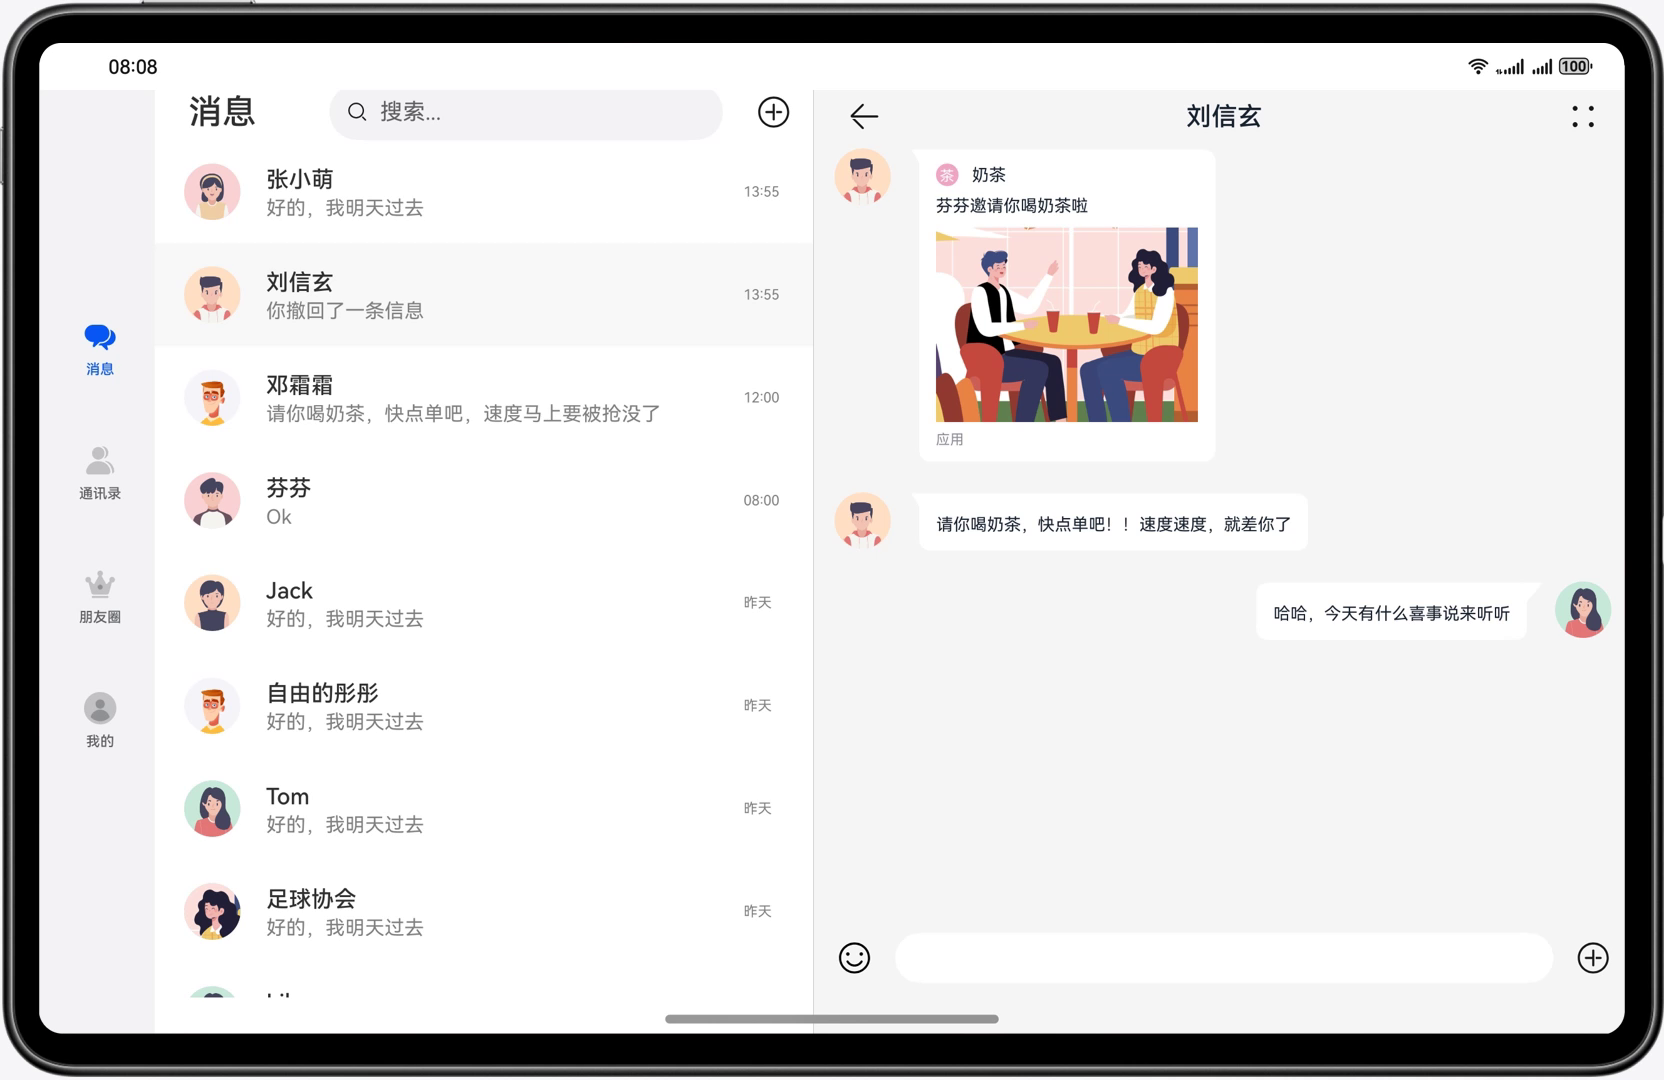 08:08
100
消息
搜索...
张小萌
好的，我明天过去
13:55
刘信玄
你撤回了一条信息
13:55
邓霜霜
请你喝奶茶，快点单吧，速度马上要被抢没了
12:00
芬芬
Ok
08:00
Jack
好的，我明天过去
昨天
自由的彤彤
好的，我明天过去
昨天
Tom
好的，我明天过去
昨天
足球协会
好的，我明天过去
昨天
消息
通讯录
朋友圈
我的
刘信玄
茶 奶茶
芬芬邀请你喝奶茶啦
应用
请你喝奶茶，快点单吧！！速度速度，就差你了
哈哈，今天有什么喜事说来听听